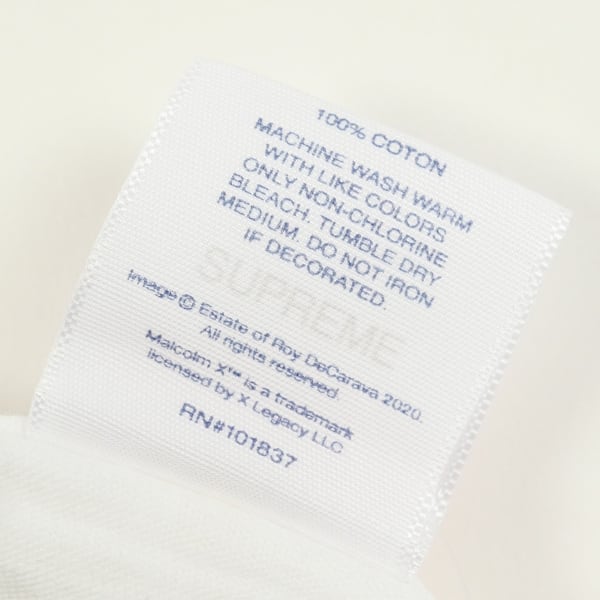 100% COTON
MACHINE WASH WARM
WITH LIKE COLORS
ONLY NON-CHLORINE
BLEACH. TUMBLE DRY
MEDIUM. DO NOT IRON
IF DECORATED.
SUPREME
Image © Estate of Roy DeCarava 2020.
All rights reserved.
Malcolm X™ is a trademark
licensed by X Legacy LLC
RN#101837